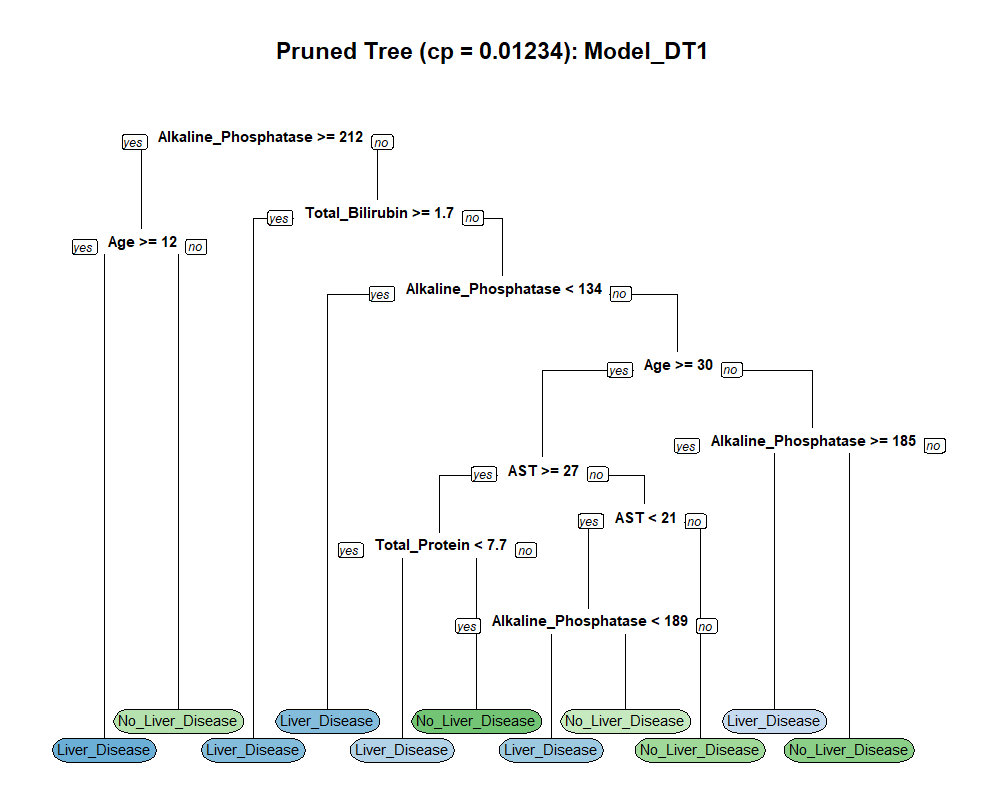 Pruned Tree (cp = 0.01234): Model_DT1
yes Alkaline_Phosphatase >= 212 no
yes Total_Bilirubin >= 1.7 no
yes Age >= 12 no
yes Alkaline_Phosphatase < 134 no
yes Age >= 30 no
yes Alkaline_Phosphatase >= 185 no
yes AST >= 27 no
yes AST < 21 no
yes Total_Protein < 7.7 no
yes Alkaline_Phosphatase < 189 no
No_Liver_Disease Liver_Disease No_Liver_Disease No_Liver_Disease Liver_Disease
Liver_Disease Liver_Disease Liver_Disease Liver_Disease No_Liver_Disease No_Liver_Disease